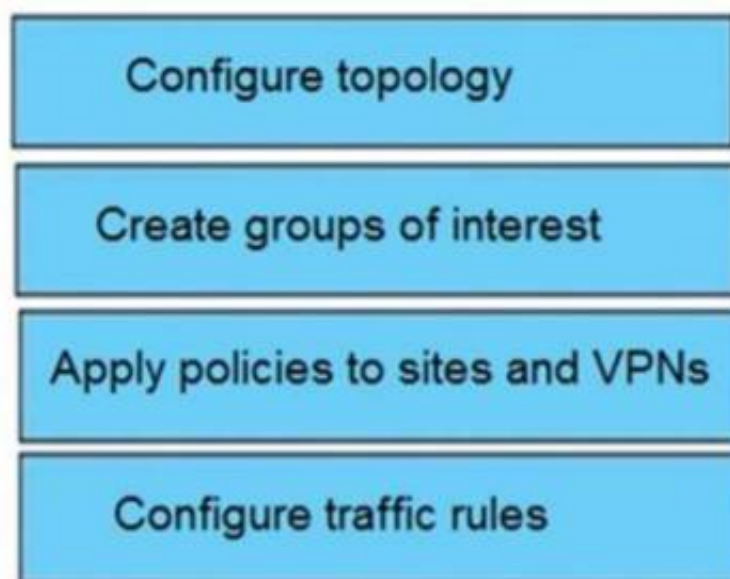 Configure topology
Create groups of interest
Apply policies to sites and VPNs
Configure traffic rules